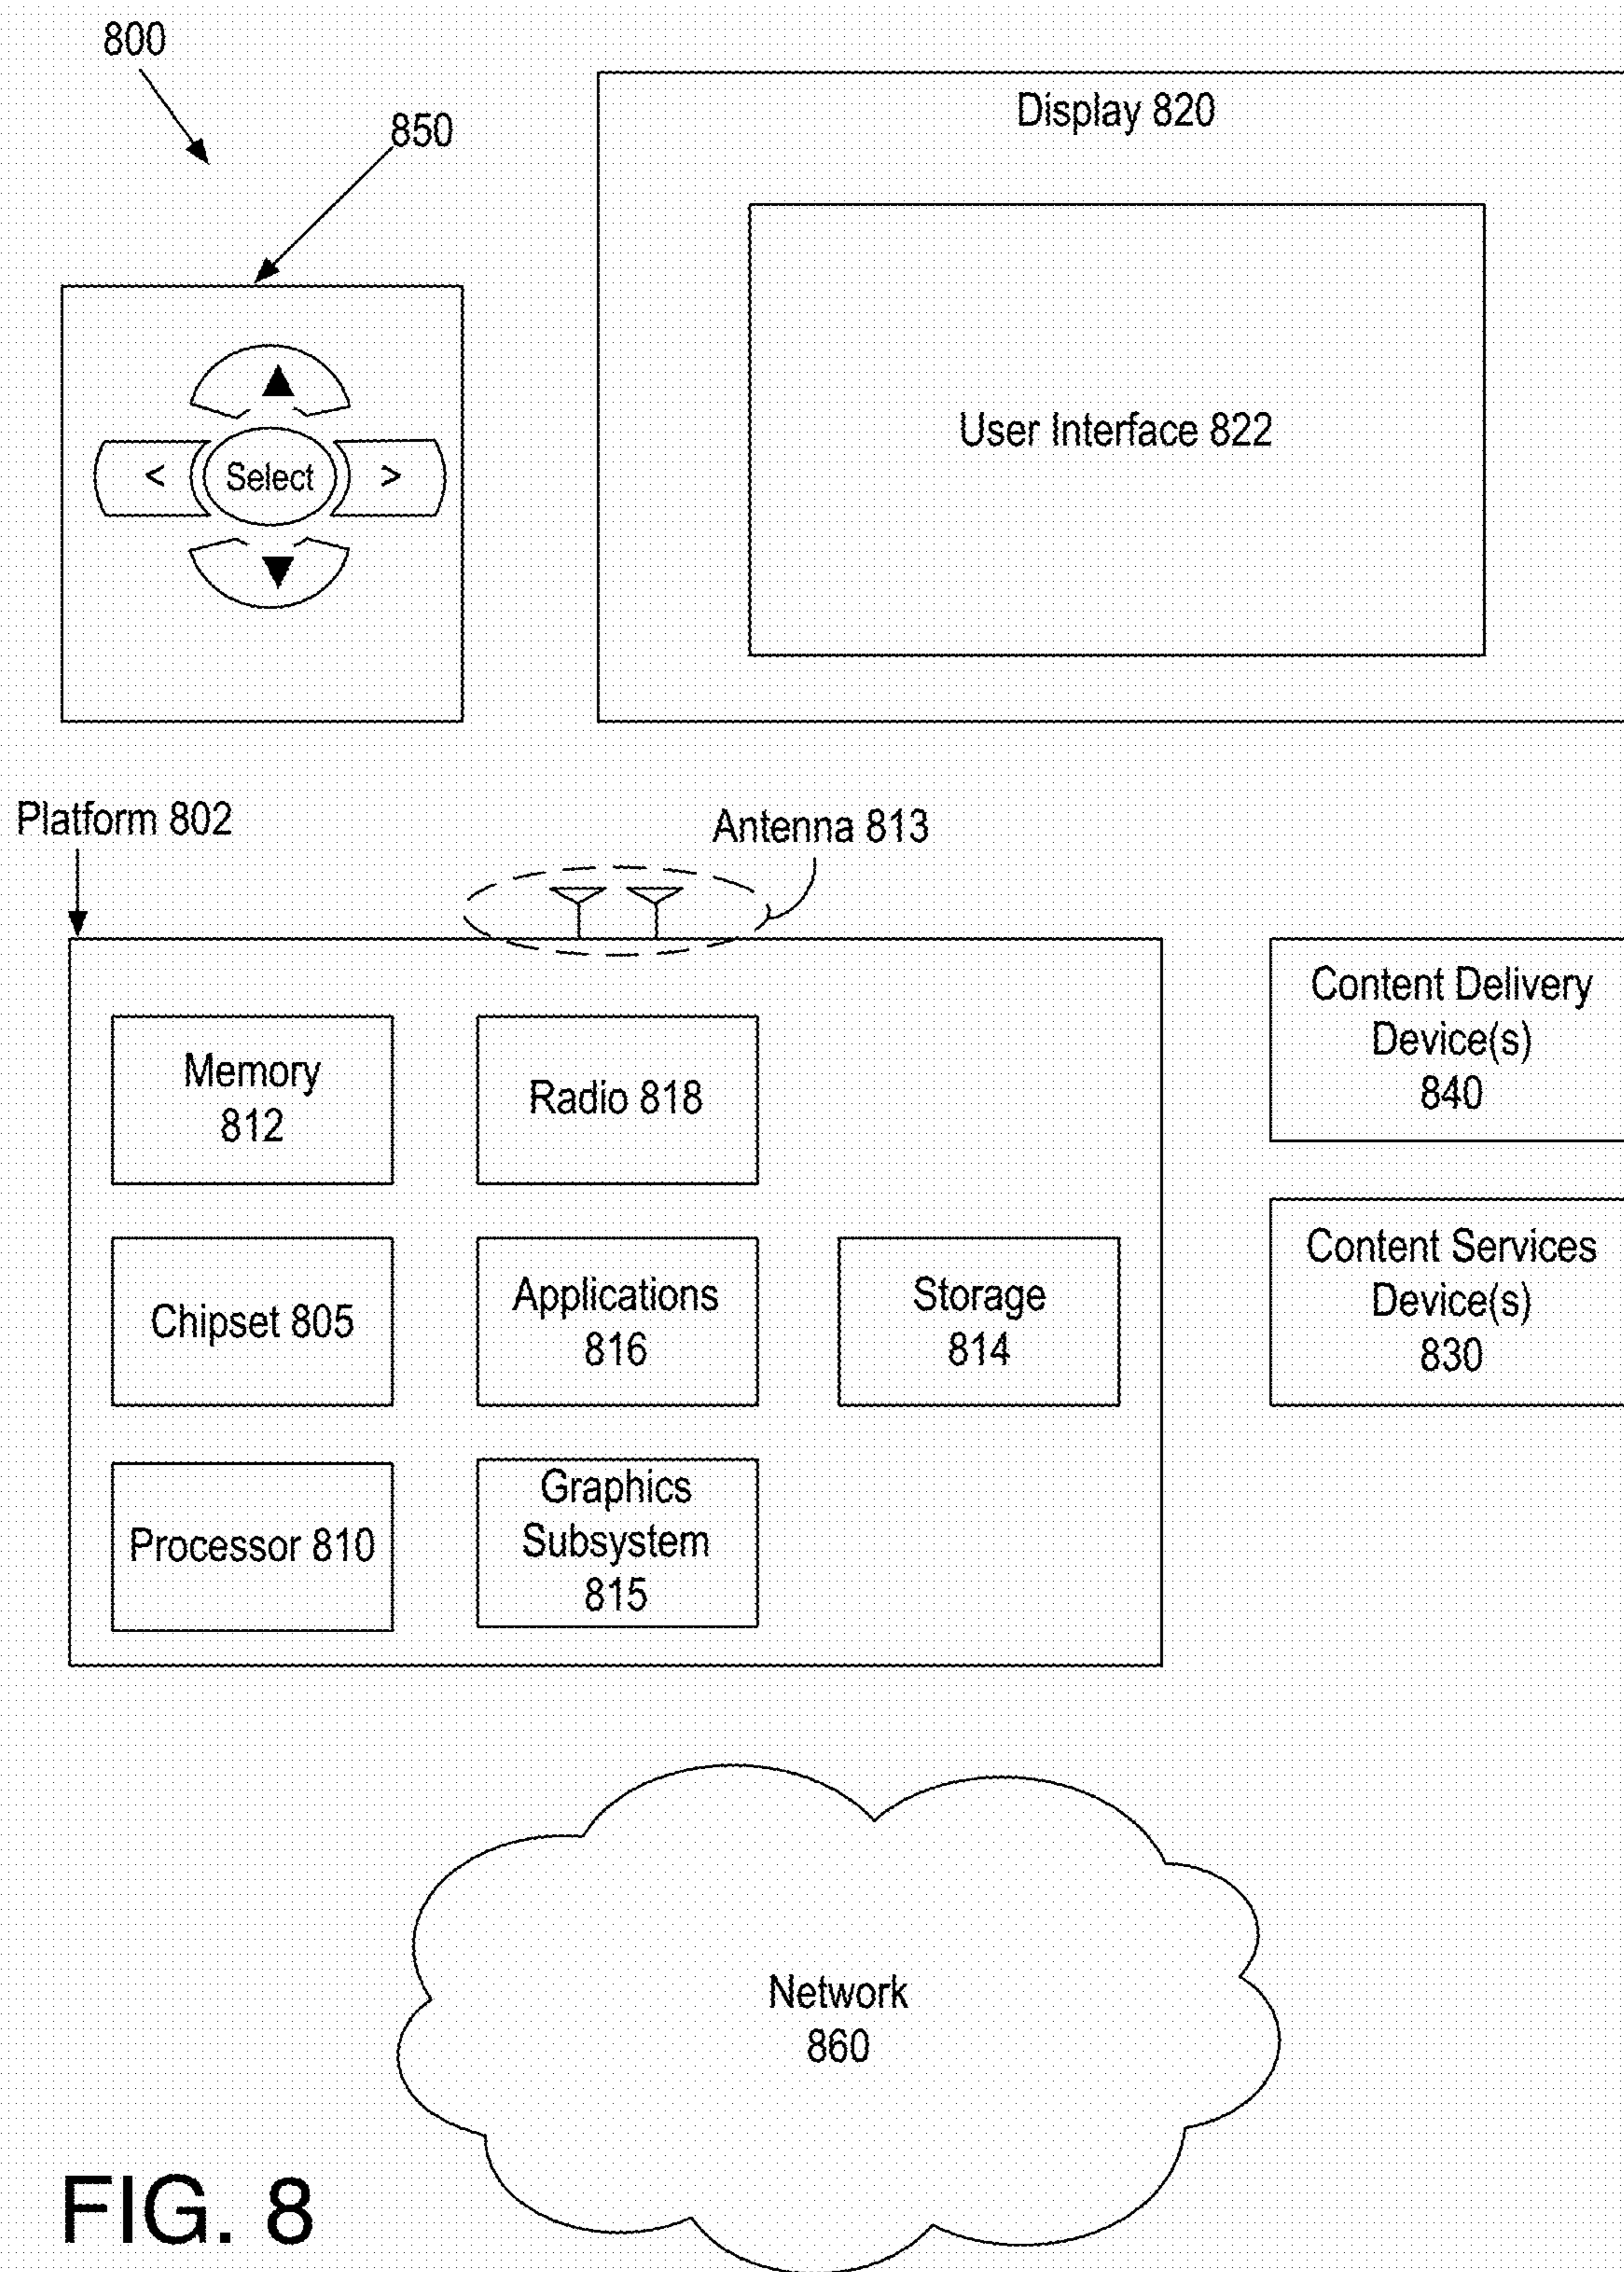 800
850
Display 820
User Interface 822
<
Select
>
Platform 802
Antenna 813
Memory
812
Radio 818
Content Delivery
Device(s)
840
Chipset 805
Applications
816
Storage
814
Content Services
Device(s)
830
Processor 810
Graphics
Subsystem
815
Network
860
FIG. 8